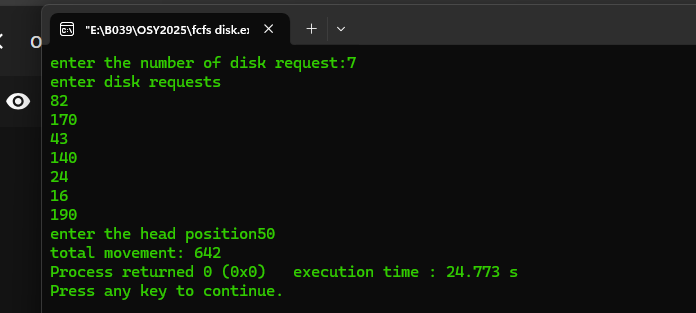 "E:\B039\OSY2025\fcfs disk.e
enter the number of disk request:7
enter disk requests
82
170
43
140
24
16
190
enter the head position50
total movement: 642
Process returned 0 (0x0)   execution time : 24.773 s
Press any key to continue.